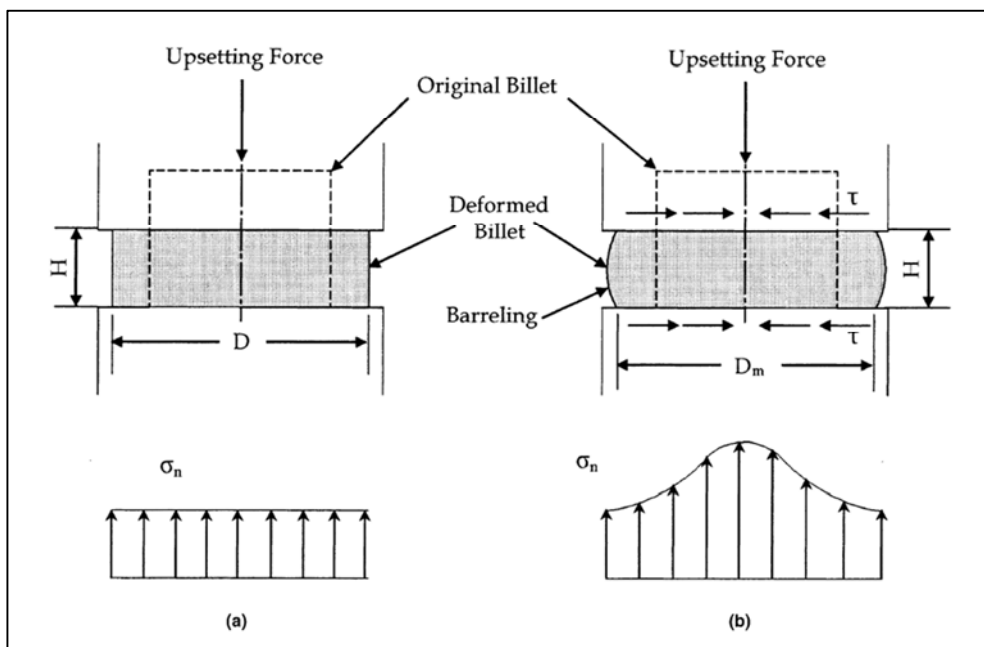 Upsetting Force
Upsetting Force
Original Billet
Deformed
Billet
Barreling
τ
τ
H
H
D
Dₘ
σₙ
σₙ
(a)
(b)